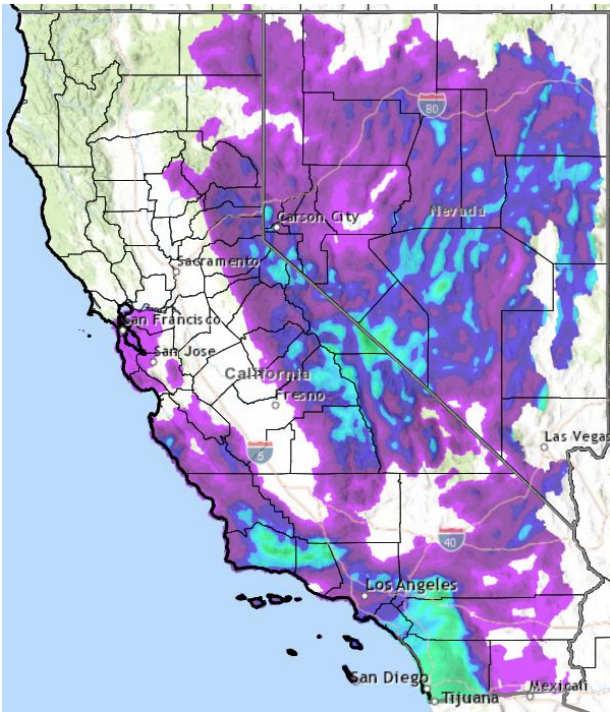 80
Carson City
Nevada
Sacramento
San Francisco
San Jose
California
Fresno
5
Las Vegas
40
Los Angeles
San Diego
Tijuana
Mexicali